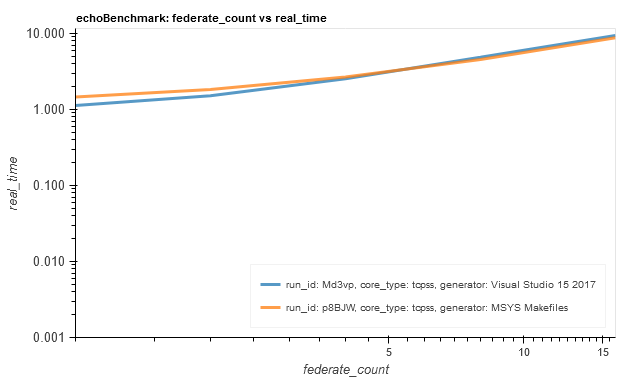 echoBenchmark: federate_count vs real_time
10.000
1.000
0.100
0.010
0.001
real_time
run_id: Md3vp, core_type: tcpss, generator: Visual Studio 15 2017
run_id: p8BJW, core_type: tcpss, generator: MSYS Makefiles
5
10
15
federate_count